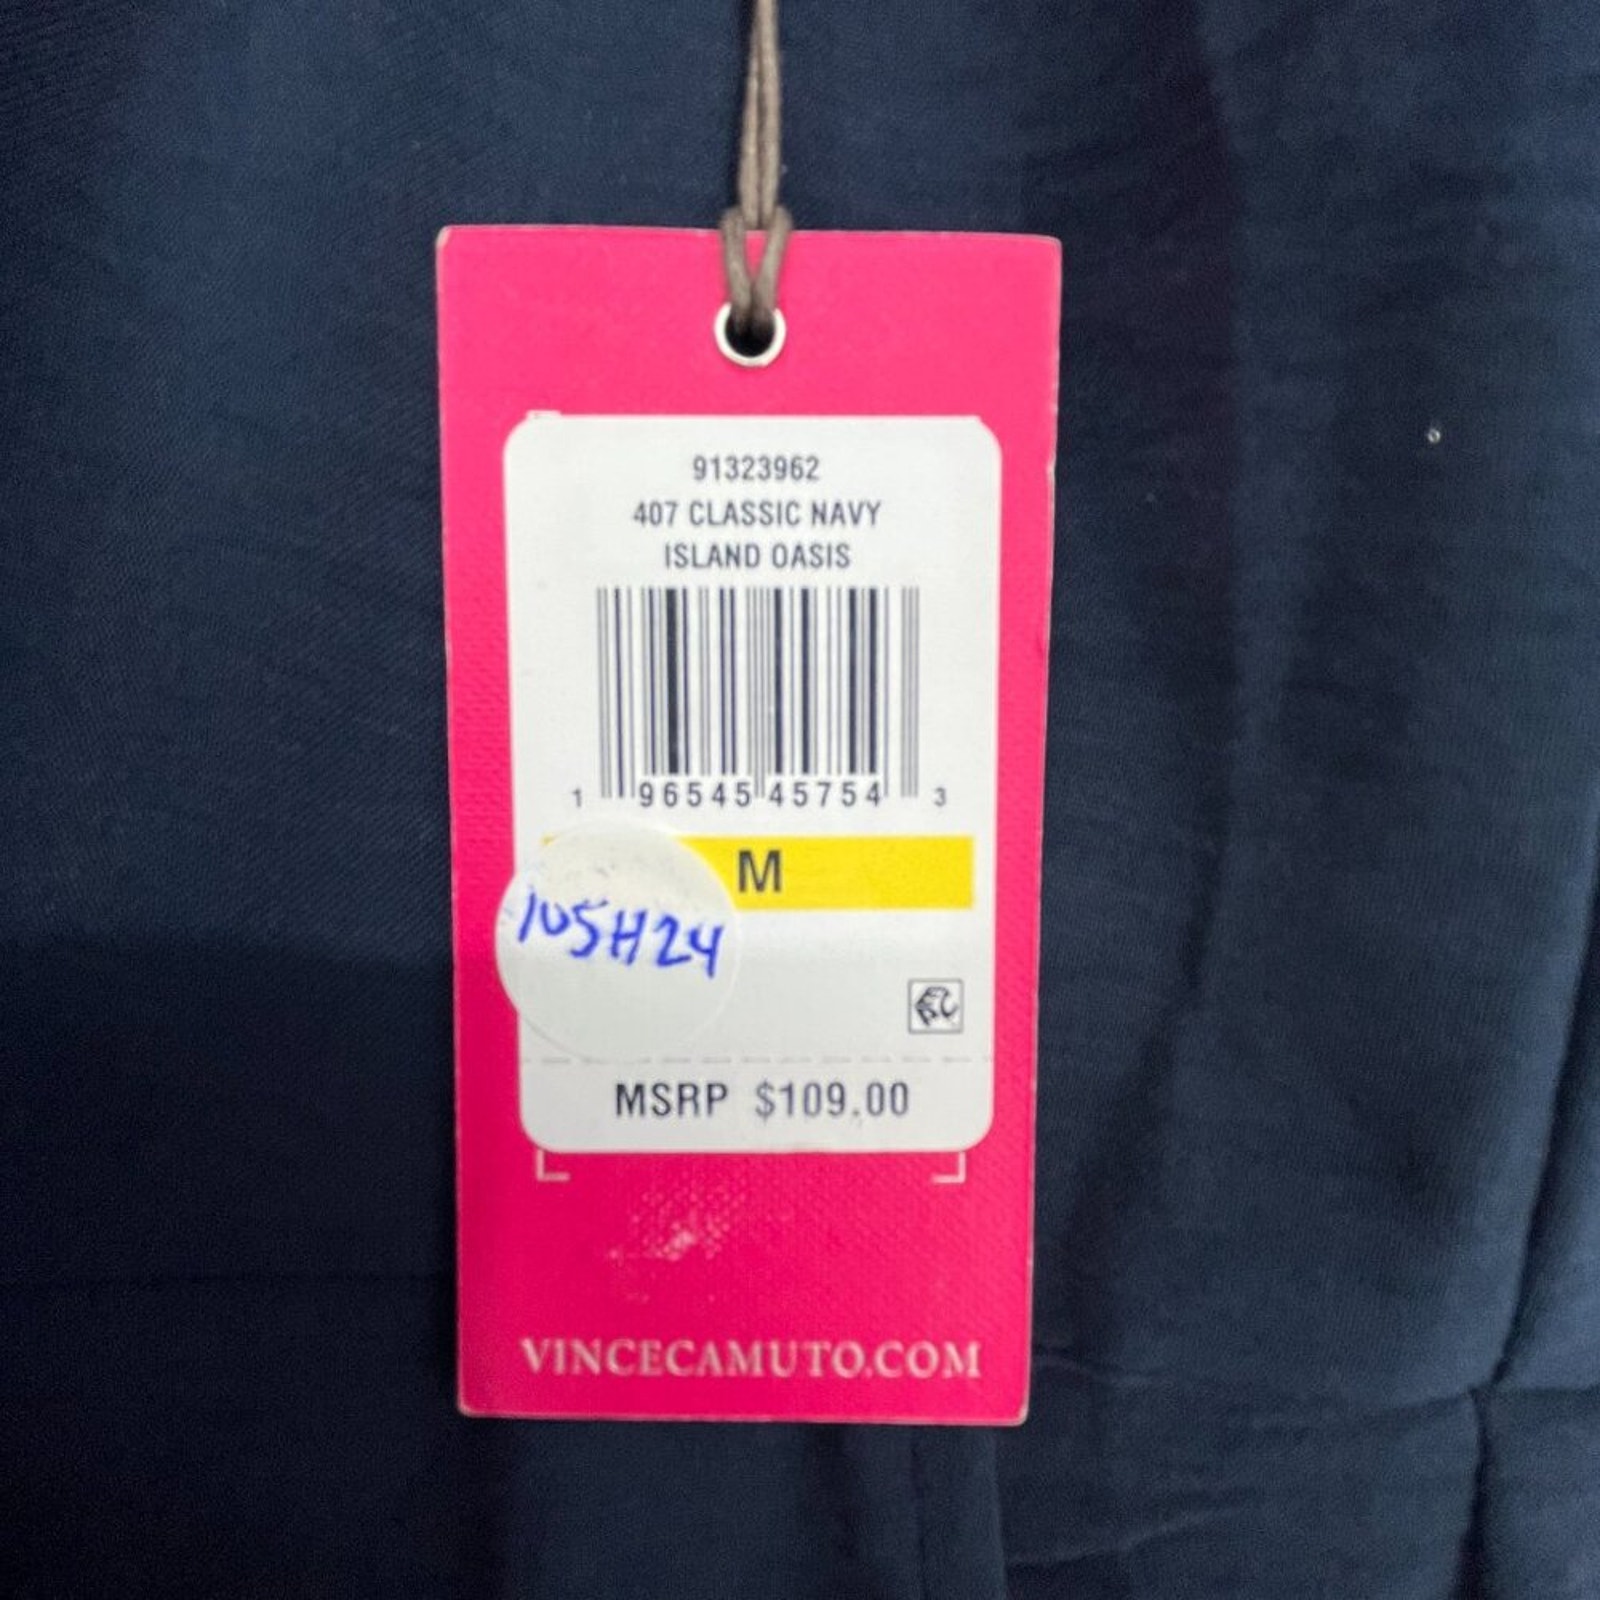 91323962
407 CLASSIC NAVY
ISLAND OASIS
1 96545 45754 3
M
105H24
MSRP $109.00
VINCECAMUTO.COM